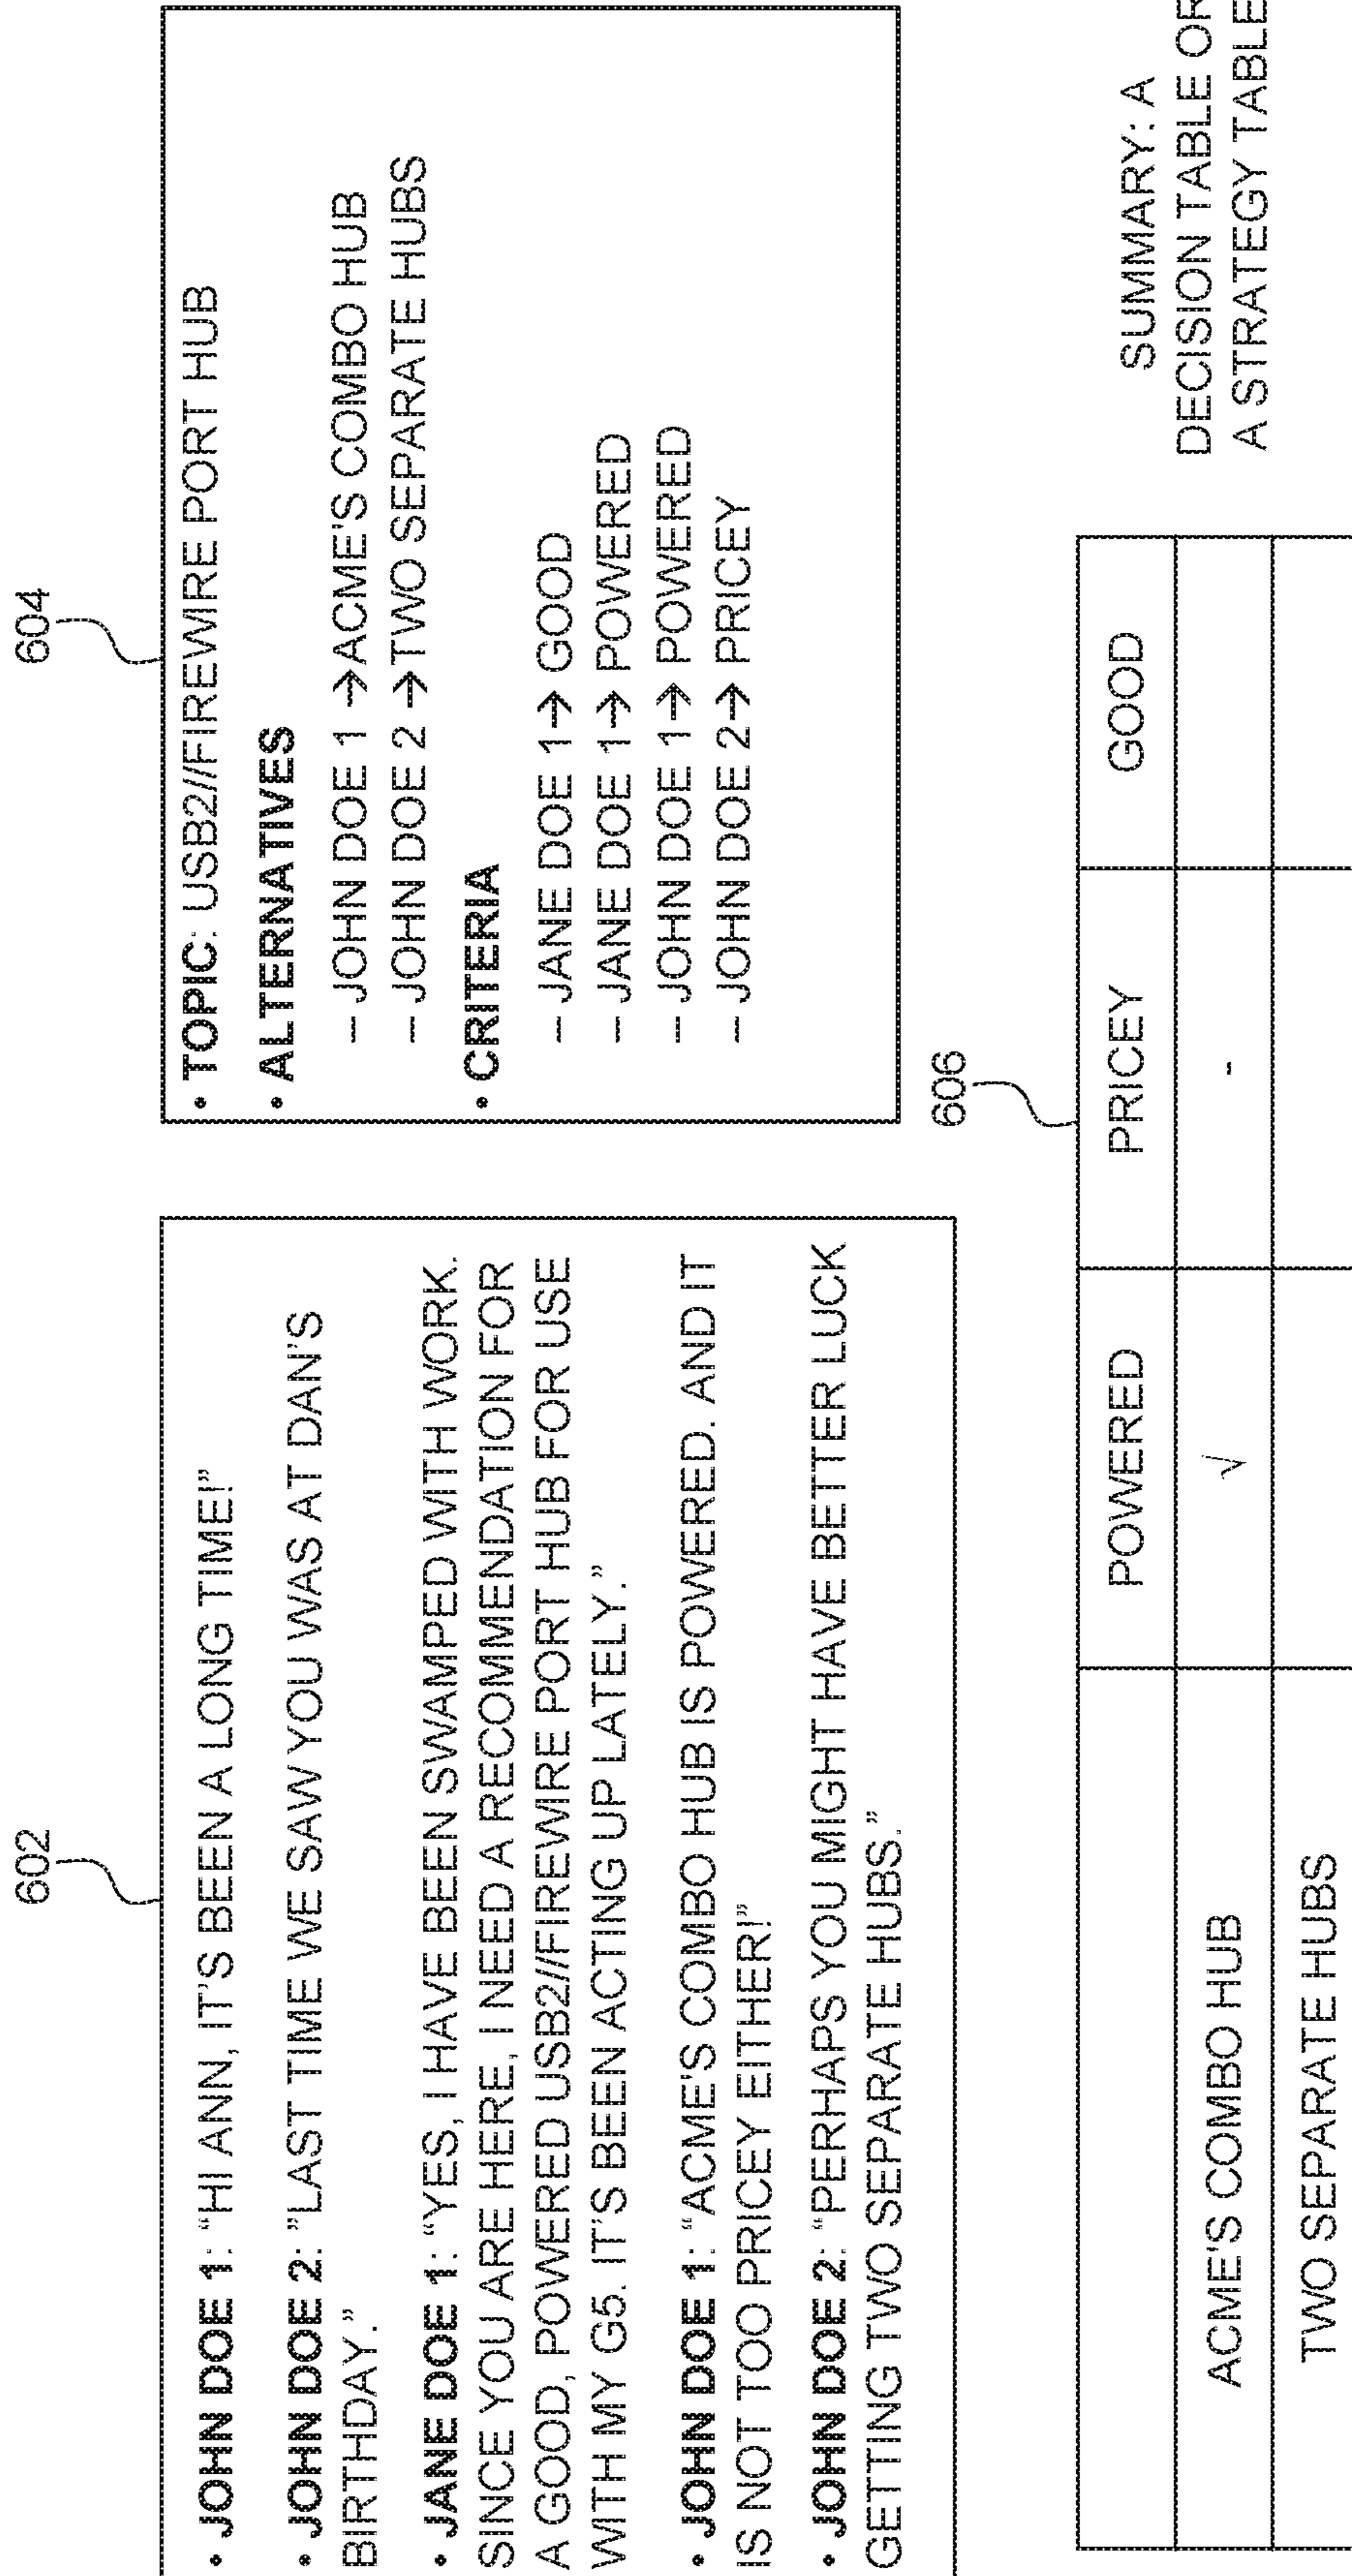 602
• JOHN DOE 1: “HI ANN, IT'S BEEN A LONG TIME!”
• JOHN DOE 2: ”LAST TIME WE SAW YOU WAS AT DAN'S
BIRTHDAY.”
• JANE DOE 1: “YES, I HAVE BEEN SWAMPED WITH WORK.
SINCE YOU ARE HERE, I NEED A RECOMMENDATION FOR
A GOOD, POWERED USB2//FIREWIRE PORT HUB FOR USE
WITH MY G5. IT'S BEEN ACTING UP LATELY.”
• JOHN DOE 1: “ACME'S COMBO HUB IS POWERED. AND IT
IS NOT TOO PRICEY EITHER!”
• JOHN DOE 2: “PERHAPS YOU MIGHT HAVE BETTER LUCK
GETTING TWO SEPARATE HUBS.”
604
• TOPIC: USB2//FIREWIRE PORT HUB
• ALTERNATIVES
– JOHN DOE 1 →ACME'S COMBO HUB
– JOHN DOE 2 →TWO SEPARATE HUBS
• CRITERIA
– JANE DOE 1→ GOOD
– JANE DOE 1→ POWERED
– JOHN DOE 1→ POWERED
– JOHN DOE 2→ PRICEY
606
POWERED PRICEY GOOD
ACME'S COMBO HUB √ -
TWO SEPARATE HUBS
SUMMARY: A
DECISION TABLE OR
A STRATEGY TABLE